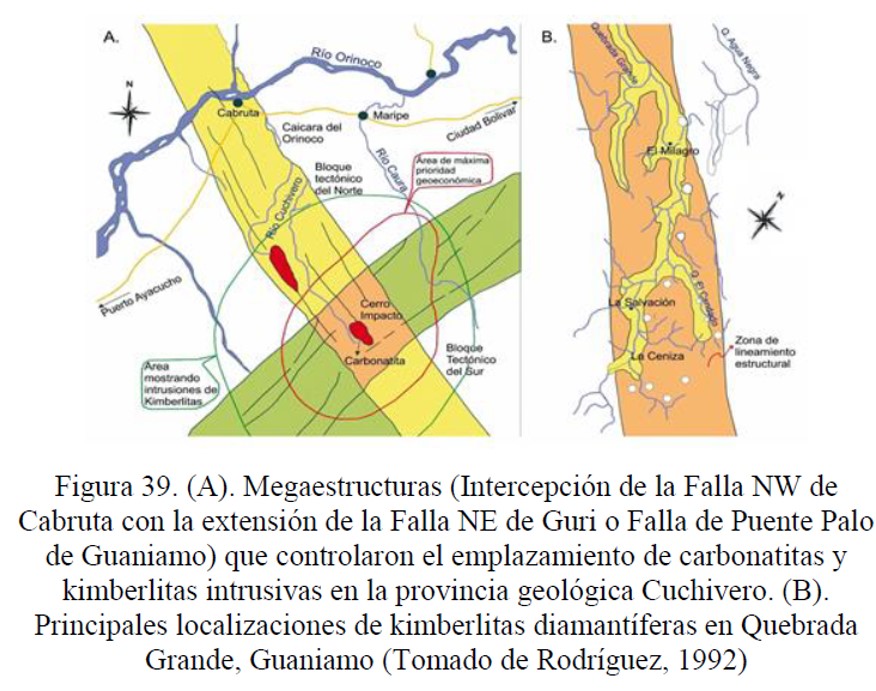 A.
Río Orinoco
N
Cabruta
Maripe
Ciudad Bolívar
Caicara del
Orinoco
Río Caura
Área de máxima
prioridad
geoeconómica
Bloque
tectónico
del Norte
Río Cuchivero
Puerto Ayacucho
Cerro
Impacto
Carbonatita
Bloque
Tectónico
del Sur
Área
mostrando
intrusiones de
Kimberlitas
B.
Quebrada Grande
Q. Agua Negra
El Milagro
N
Q. El Candado
La Salvación
La Ceniza
Zona de
lineamiento
estructural
Figura 39. (A). Megaestructuras (Intercepción de la Falla NW de
Cabruta con la extensión de la Falla NE de Guri o Falla de Puente Palo
de Guaniamo) que controlaron el emplazamiento de carbonatitas y
kimberlitas intrusivas en la provincia geológica Cuchivero. (B).
Principales localizaciones de kimberlitas diamantíferas en Quebrada
Grande, Guaniamo (Tomado de Rodríguez, 1992)